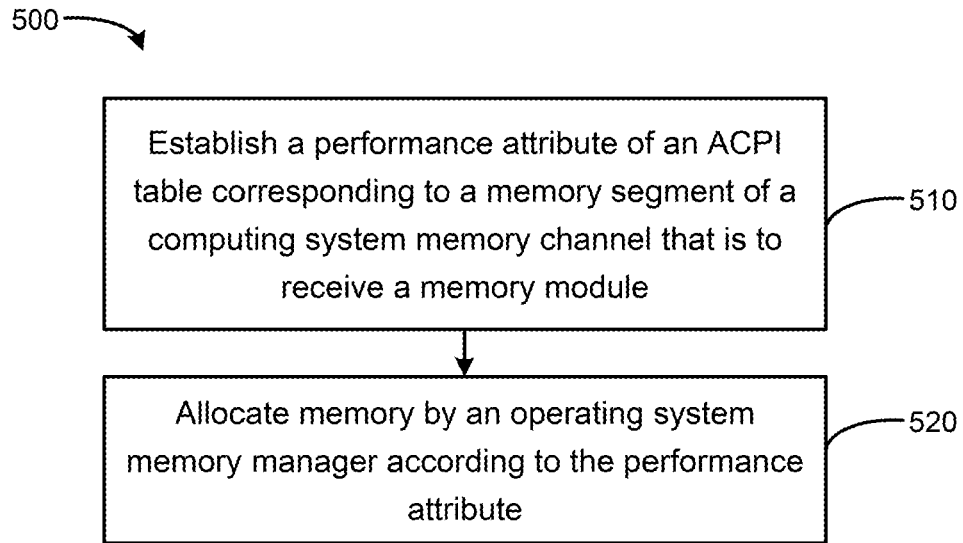 500
Establish a performance attribute of an ACPI
table corresponding to a memory segment of a
computing system memory channel that is to
receive a memory module
510
Allocate memory by an operating system
memory manager according to the performance
attribute
520